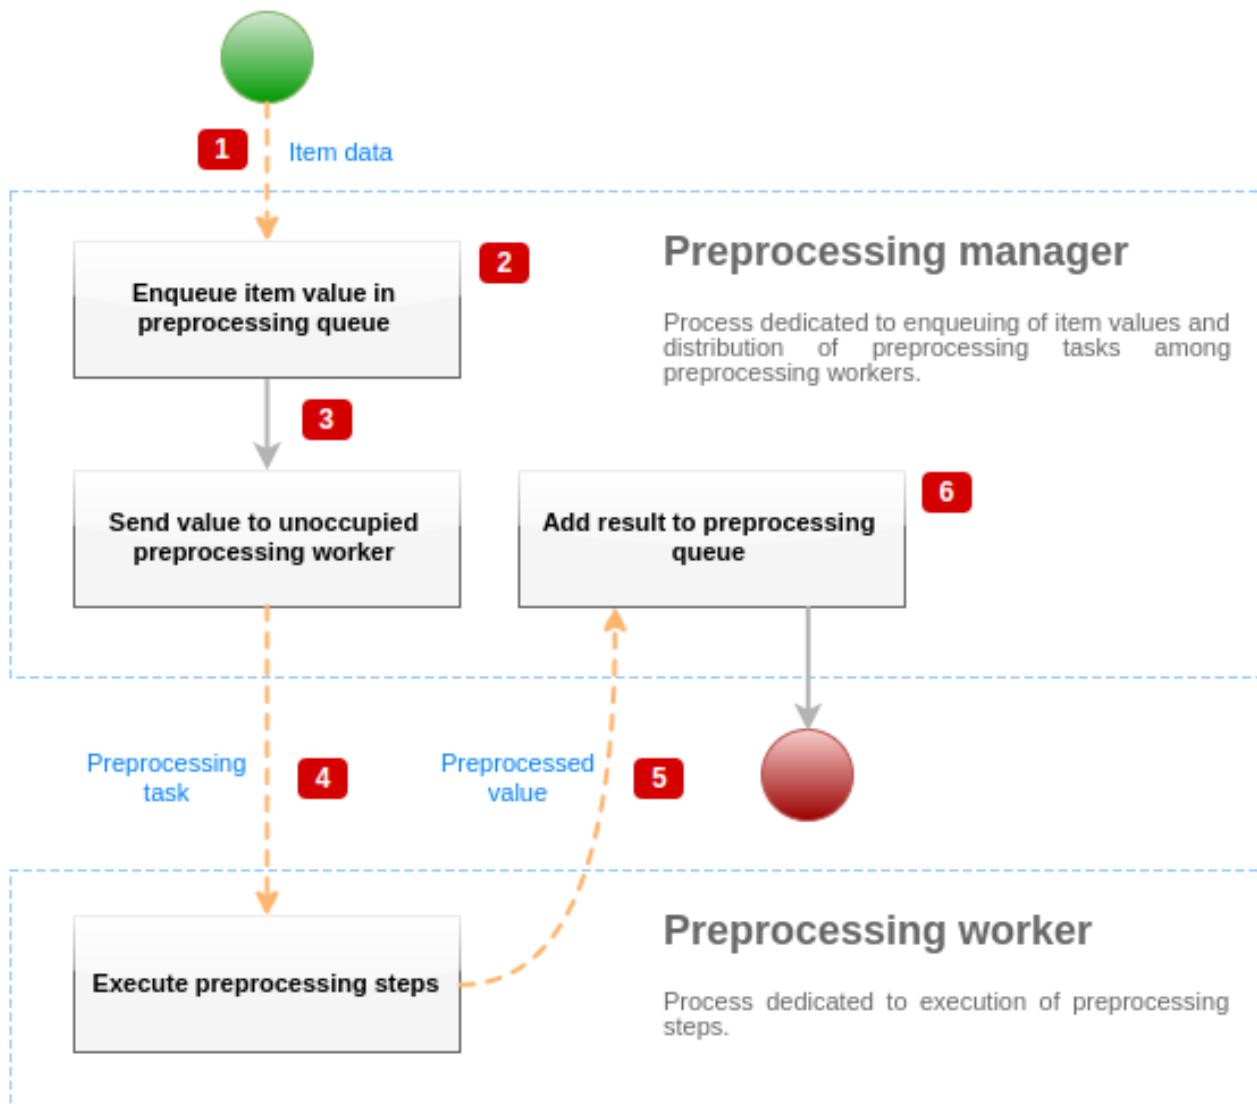 1
Item data
2
Enqueue item value in
preprocessing queue
Preprocessing manager
Process dedicated to enqueuing of item values and
distribution of preprocessing tasks among
preprocessing workers.
3
Send value to unoccupied
preprocessing worker
Add result to preprocessing
queue
6
Preprocessing
task
4
Preprocessed
value
5
Execute preprocessing steps
Preprocessing worker
Process dedicated to execution of preprocessing
steps.